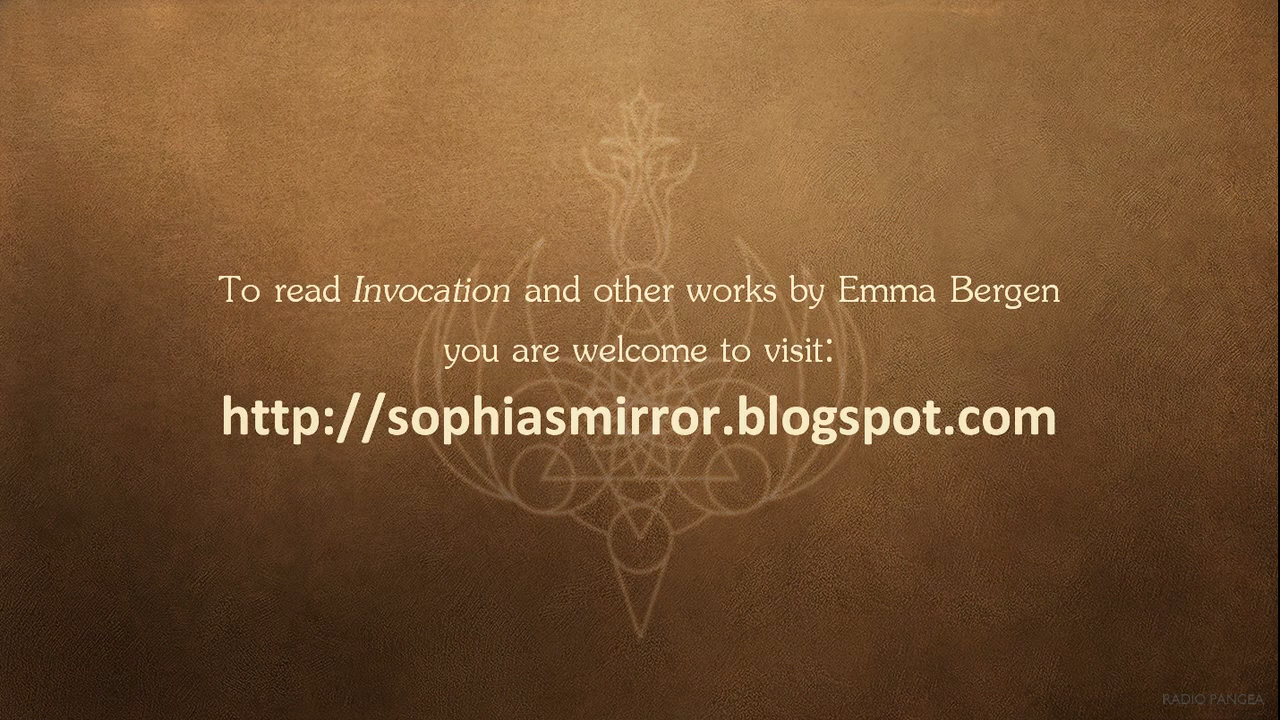 To read Invocation and other works by Emma Bergen
you are welcome to visit:
http://sophiasmirror.blogspot.com
RADIO PANGEA